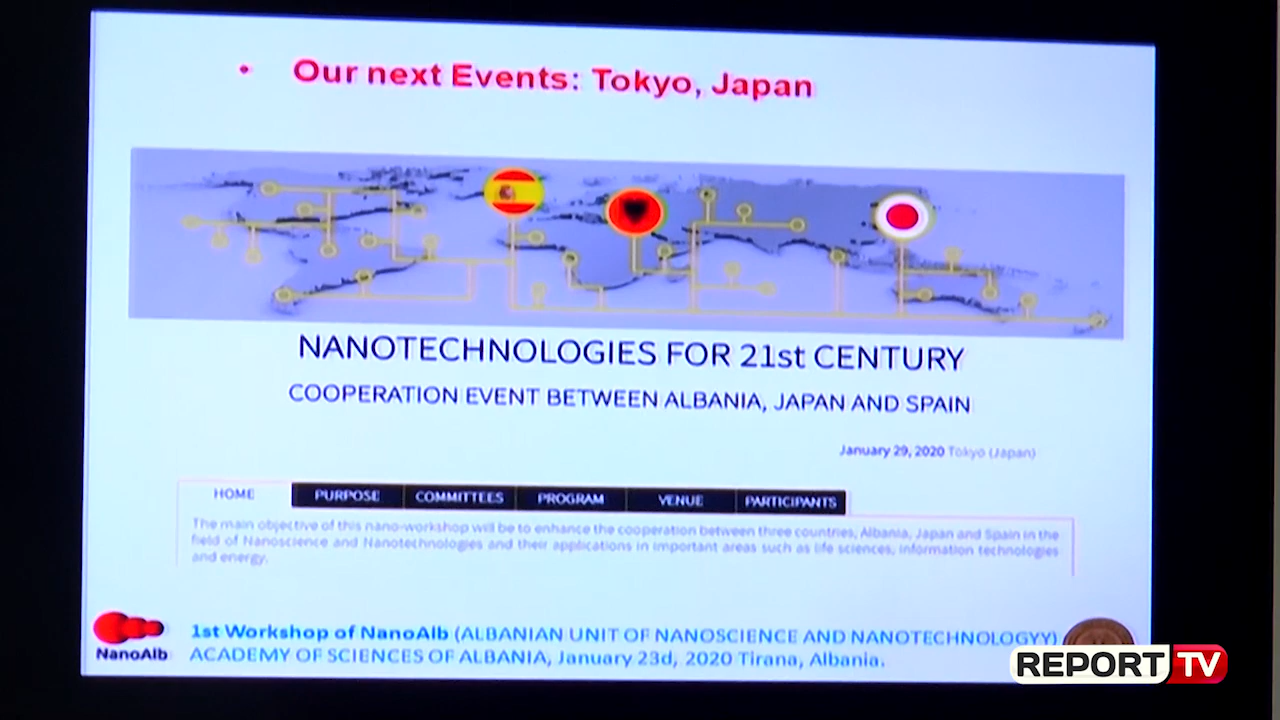 • Our next Events: Tokyo, Japan
NANOTECHNOLOGIES FOR 21st CENTURY
COOPERATION EVENT BETWEEN ALBANIA, JAPAN AND SPAIN
January 29, 2020 Tokyo (Japan)
HOME PURPOSE COMMITTEES PROGRAM VENUE PARTICIPANTS
The main objective of this nano-workshop will be to enhance the cooperation between three countries, Albania, Japan and Spain in the
field of Nanoscience and Nanotechnologies and their applications in important areas such as life sciences, information technologies
and energy.
1st Workshop of NanoAlb (ALBANIAN UNIT OF NANOSCIENCE AND NANOTECHNOLOGYY)
ACADEMY OF SCIENCES OF ALBANIA, January 23d, 2020 Tirana, Albania.
NanoAlb
REPORT TV